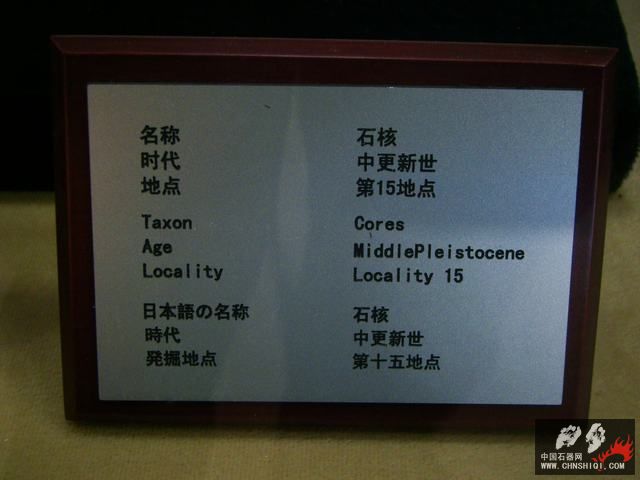 名称 石核
时代 中更新世
地点 第15地点
Taxon Cores
Age MiddlePleistocene
Locality Locality 15
日本語の名称 石核
時代 中更新世
発掘地点 第十五地点
中国石器网
WWW.CHNSHIQI.COM